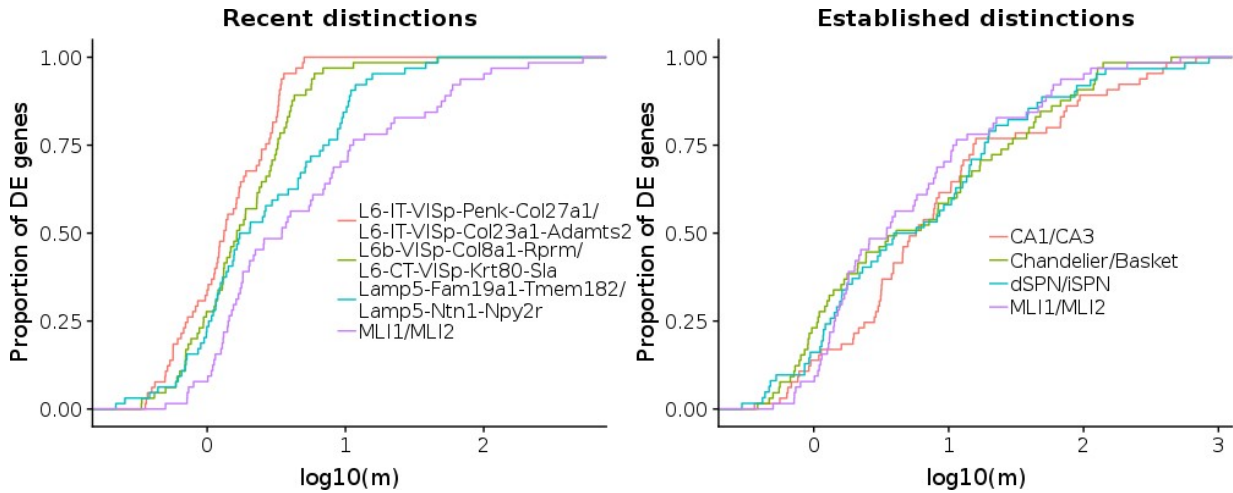 Recent distinctions
Proportion of DE genes
1.00
0.75
0.50
0.25
0.00
L6-IT-VISp-Penk-Col27a1/
L6-IT-VISp-Col23a1-Adamts2
L6b-VISp-Col8a1-Rprm/
L6-CT-VISp-Krt80-Sla
Lamp5-Fam19a1-Tmem182/
Lamp5-Ntn1-Npy2r
MLI1/MLI2
0 1 2
log10(m)
Established distinctions
Proportion of DE genes
1.00
0.75
0.50
0.25
0.00
CA1/CA3
Chandelier/Basket
dSPN/iSPN
MLI1/MLI2
0 1 2 3
log10(m)